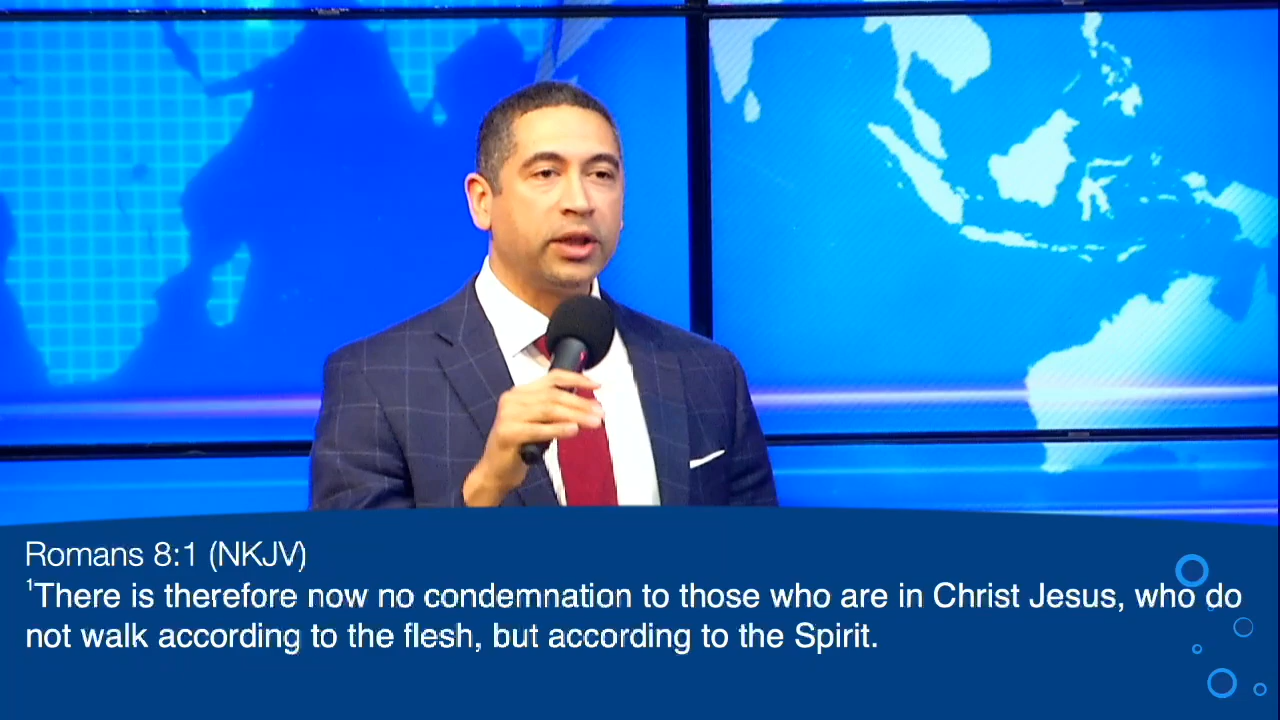 Romans 8:1 (NKJV)
¹There is therefore now no condemnation to those who are in Christ Jesus, who do
not walk according to the flesh, but according to the Spirit.